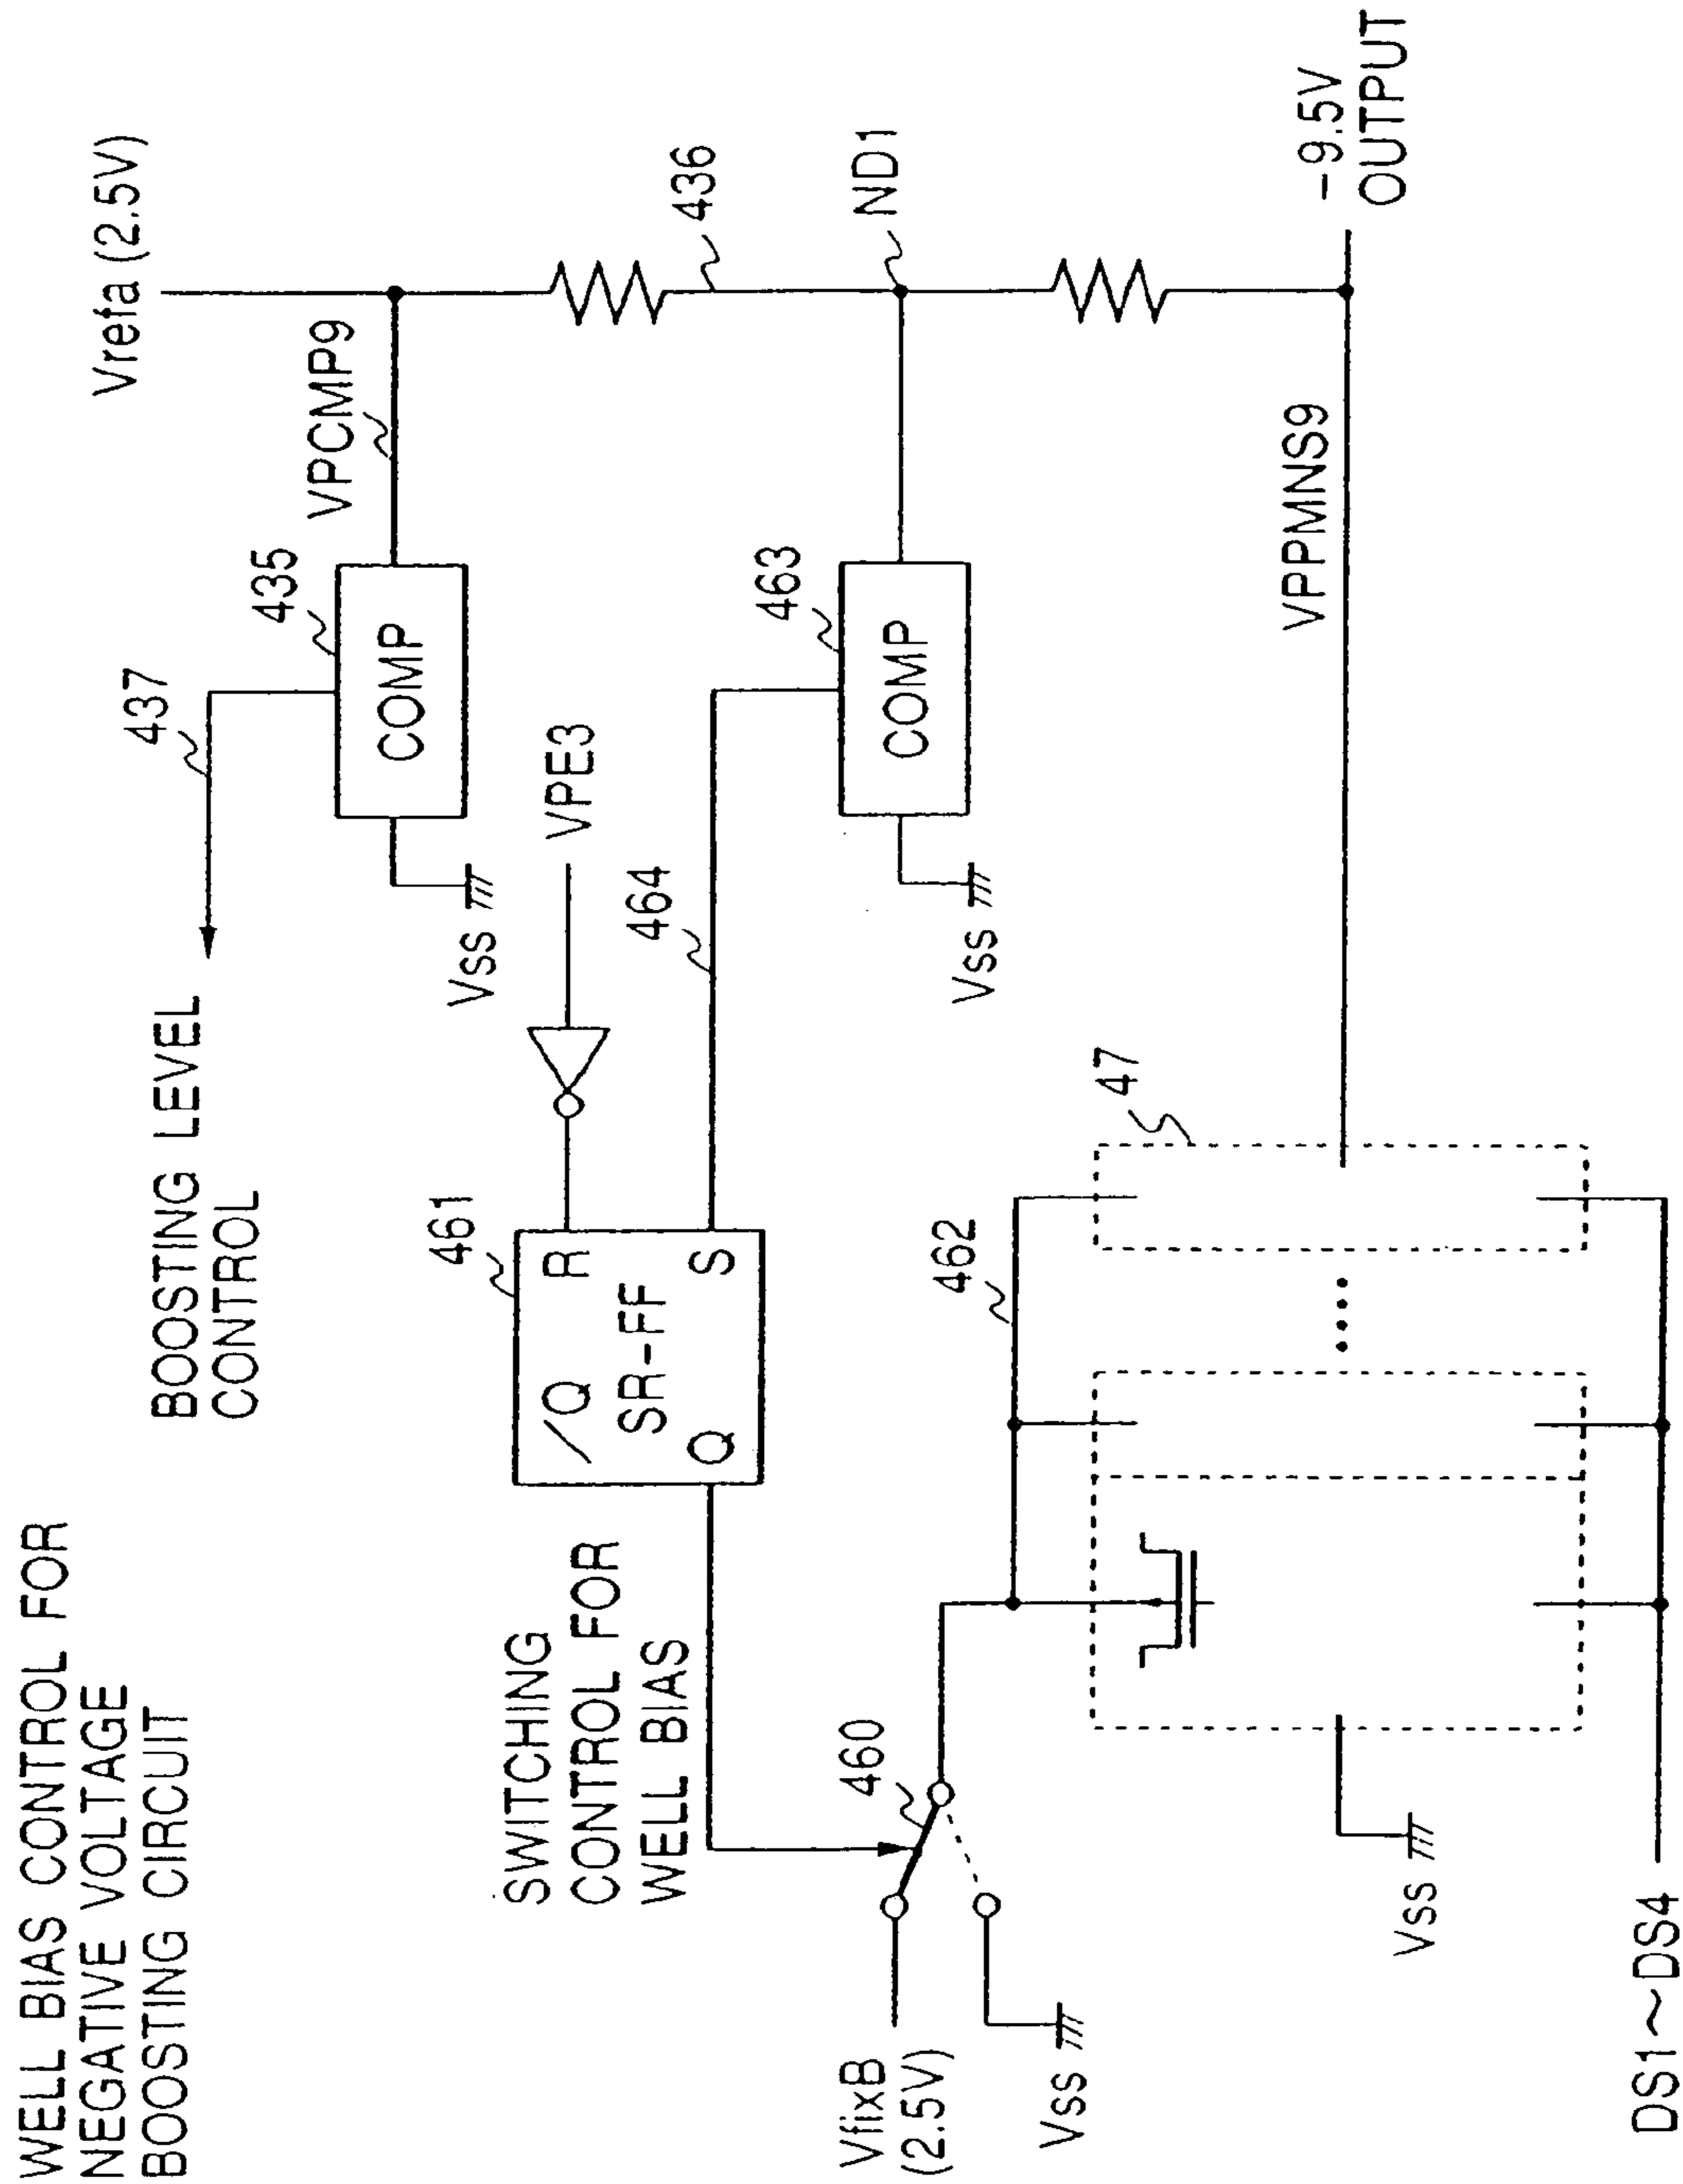 WELL BIAS CONTROL FOR
NEGATIVE VOLTAGE
BOOSTING CIRCUIT
Vrefa (2.5V)
437
BOOSTING LEVEL
CONTROL
435
VPCMP9
COMP
Vss
436
VPE3
461
/Q
R
SR-FF
Q
S
464
463
ND1
COMP
Vss
SWITCHING
CONTROL FOR
WELL BIAS
460
VfixB
(2.5V)
Vss
462
47
VPPMNS9
-9.5V
OUTPUT
Vss
DS1~DS4